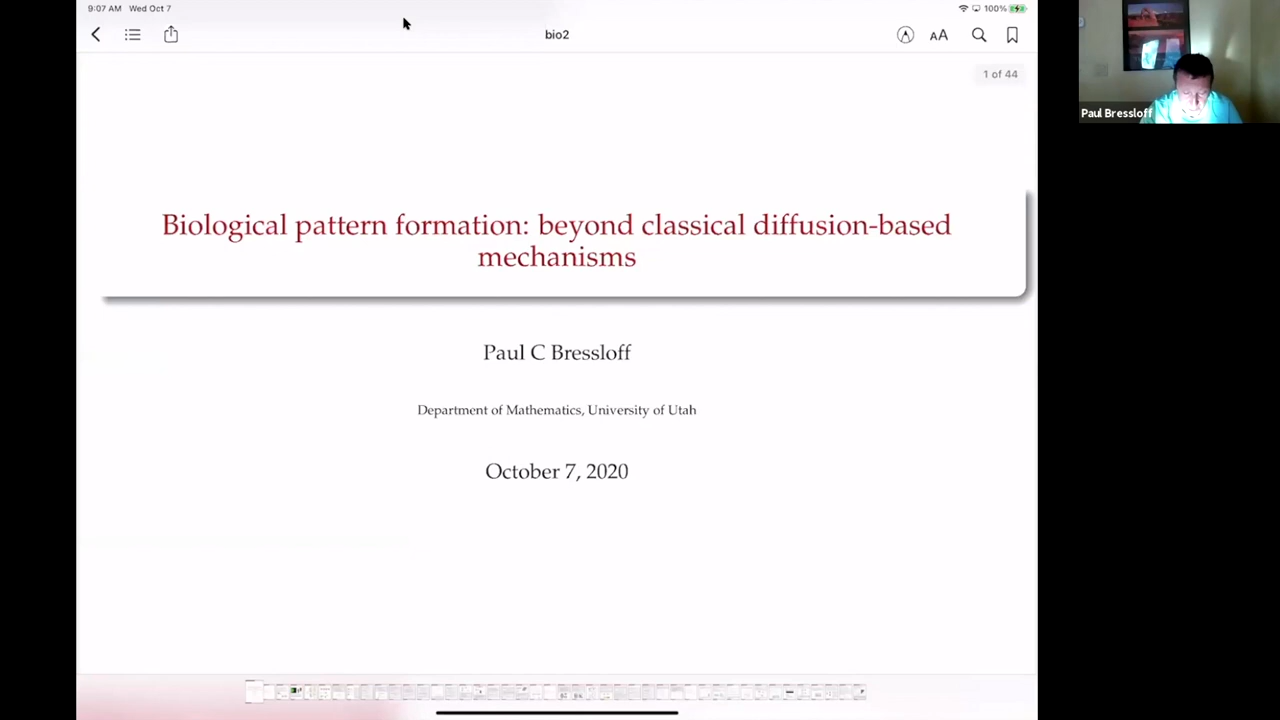 9:07 AM Wed Oct 7
100%
bio2
AA
1 of 44
Biological pattern formation: beyond classical diffusion-based
mechanisms
Paul C Bressloff
Department of Mathematics, University of Utah
October 7, 2020
Paul Bressloff